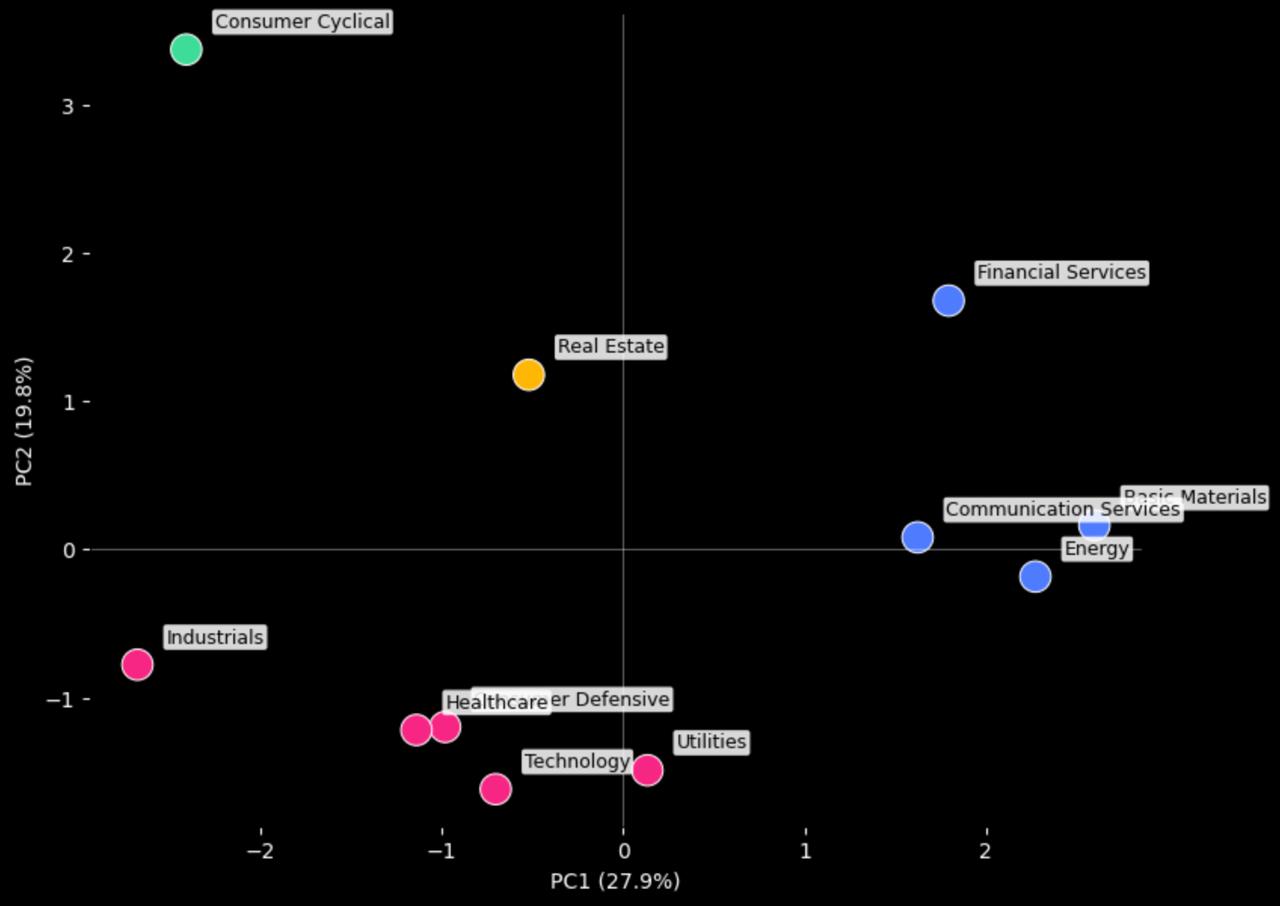 Consumer Cyclical
3
2
Financial Services
Real Estate
1
PC2 (19.8%)
Basic Materials
Communication Services
0
Energy
Industrials
−1
Healthcare
er Defensive
Utilities
Technology
−2
−1
0
1
2
PC1 (27.9%)